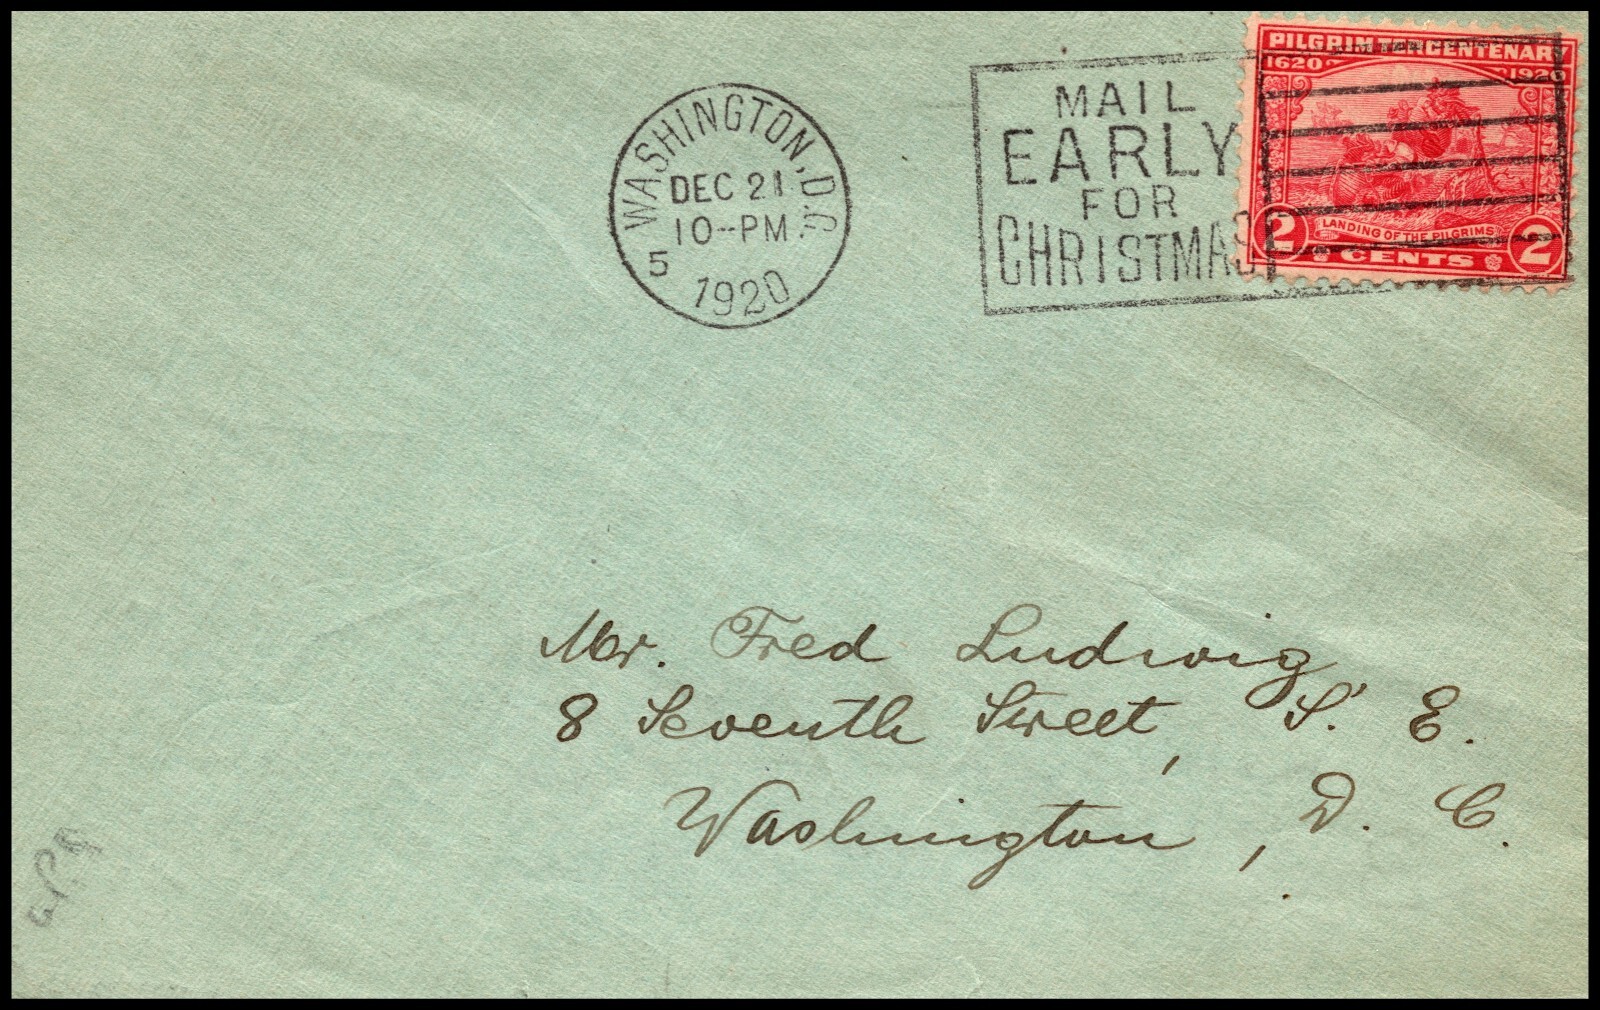 WASHINGTON, D.C.
DEC 21
10--PM.
5
1920
MAIL
EARLY
FOR
CHRISTMAS
PILGRIM TERCENTENARY
1620 1920
LANDING OF THE PILGRIMS
2 CENTS 2
Mr. Fred Ludwig
8 Seventh Street, S. E.
Washington, D. C.